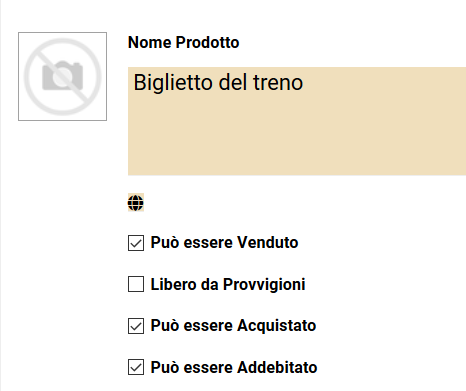 Nome Prodotto
Biglietto del treno
Può essere Venduto
Libero da Provvigioni
Può essere Acquistato
Può essere Addebitato